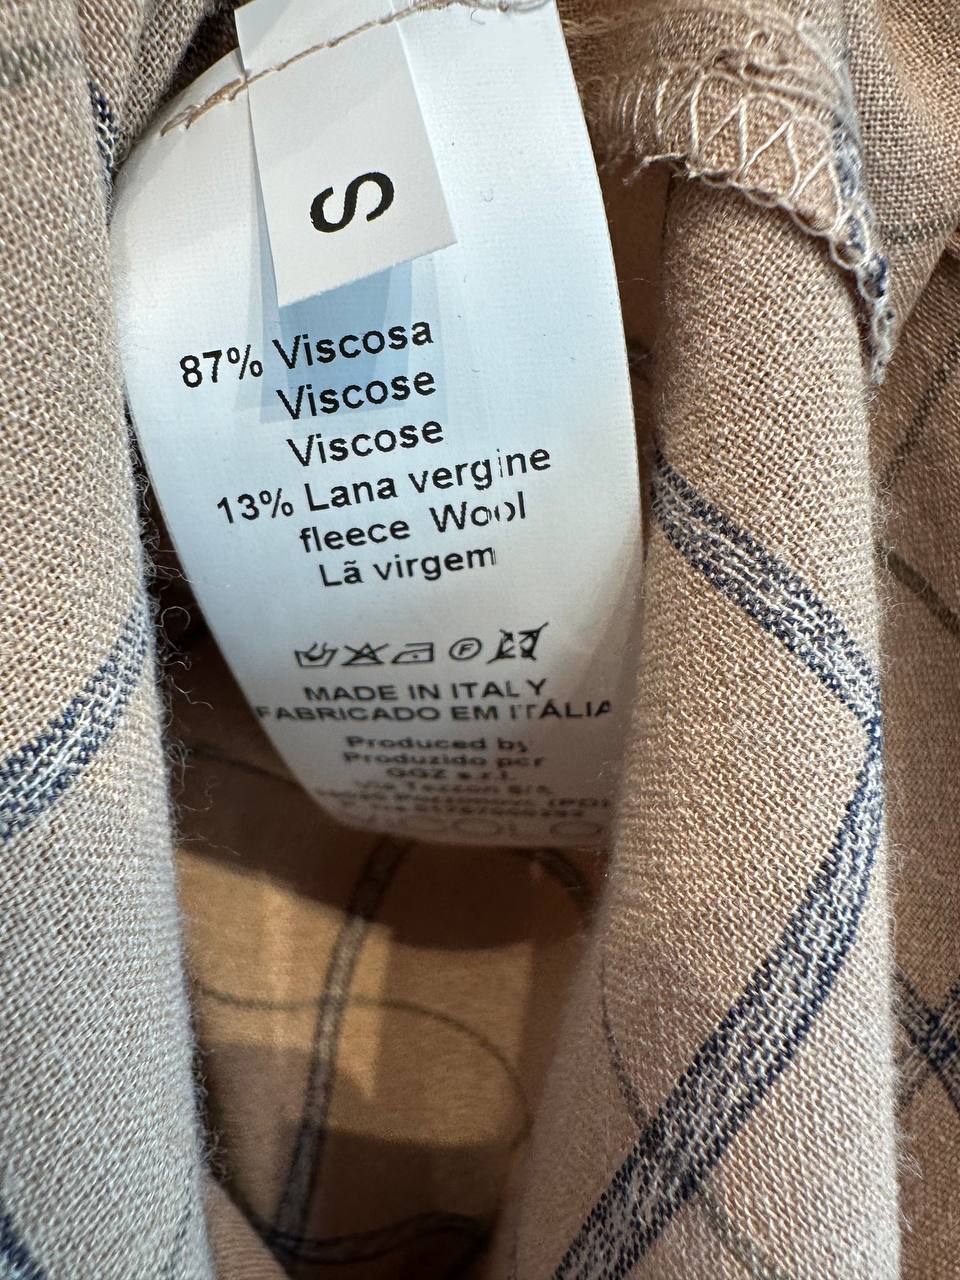 S
87% Viscosa
Viscose
Viscose
13% Lana vergine
fleece Wool
Lã virgem
F
MADE IN ITALY
FABRICADO EM ITÁLIA
Produced by
Produzido por
GGZ s.r.l.